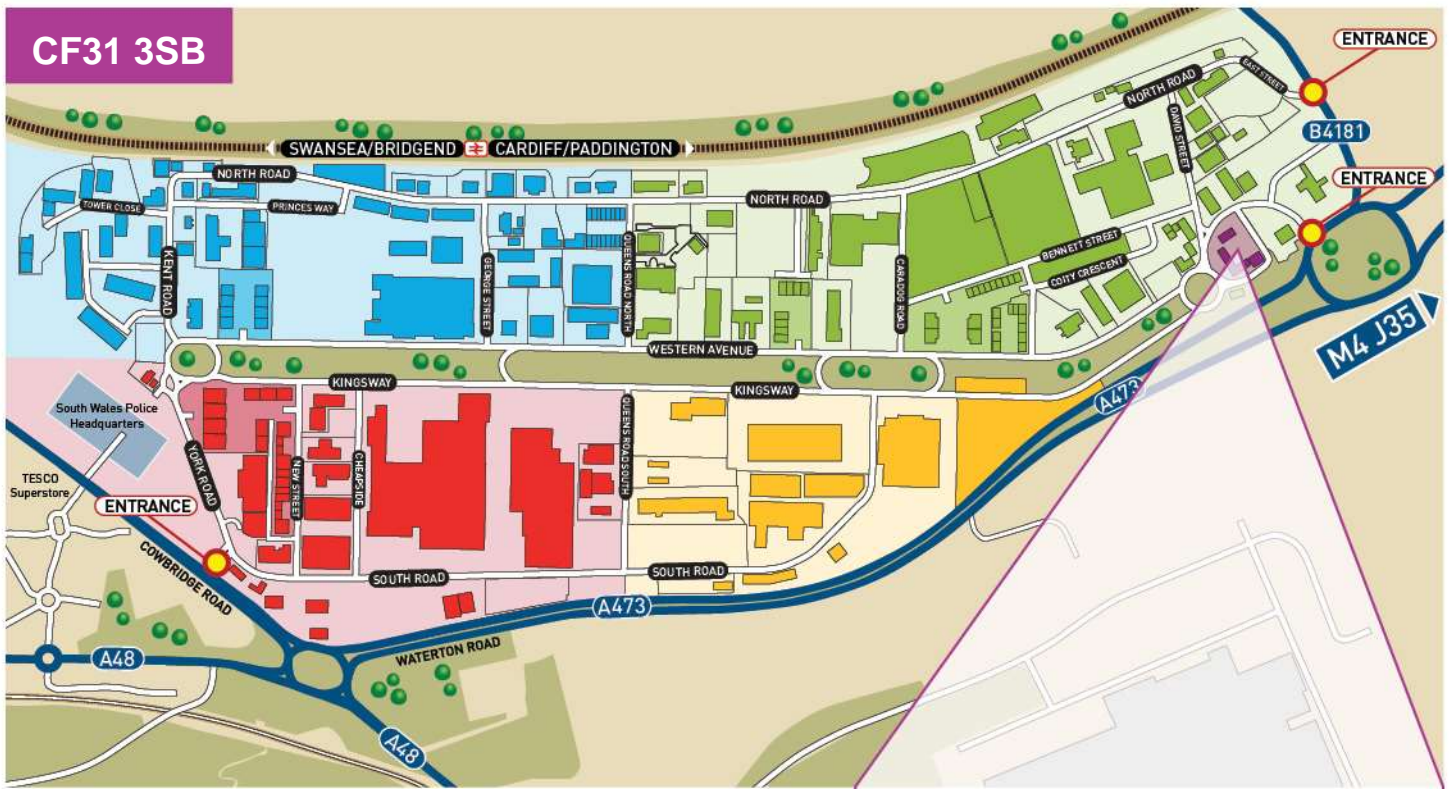 CF31 3SB
ENTRANCE
EAST STREET
NORTH ROAD
DAVID STREET
B4181
SWANSEA/BRIDGEND
CARDIFF/PADDINGTON
ENTRANCE
NORTH ROAD
TOWER CLOSE
PRINCES WAY
NORTH ROAD
KENT ROAD
GEORGE STREET
QUEENS ROAD NORTH
CARADOG ROAD
BENNETT STREET
COITY CRESCENT
M4 J35
WESTERN AVENUE
KINGSWAY
KINGSWAY
A473
South Wales Police
Headquarters
QUEENS ROAD SOUTH
YORK ROAD
NEW STREET
CHEAPSIDE
TESCO
Superstore
ENTRANCE
COWBRIDGE ROAD
SOUTH ROAD
SOUTH ROAD
A473
WATERTON ROAD
A48
A48